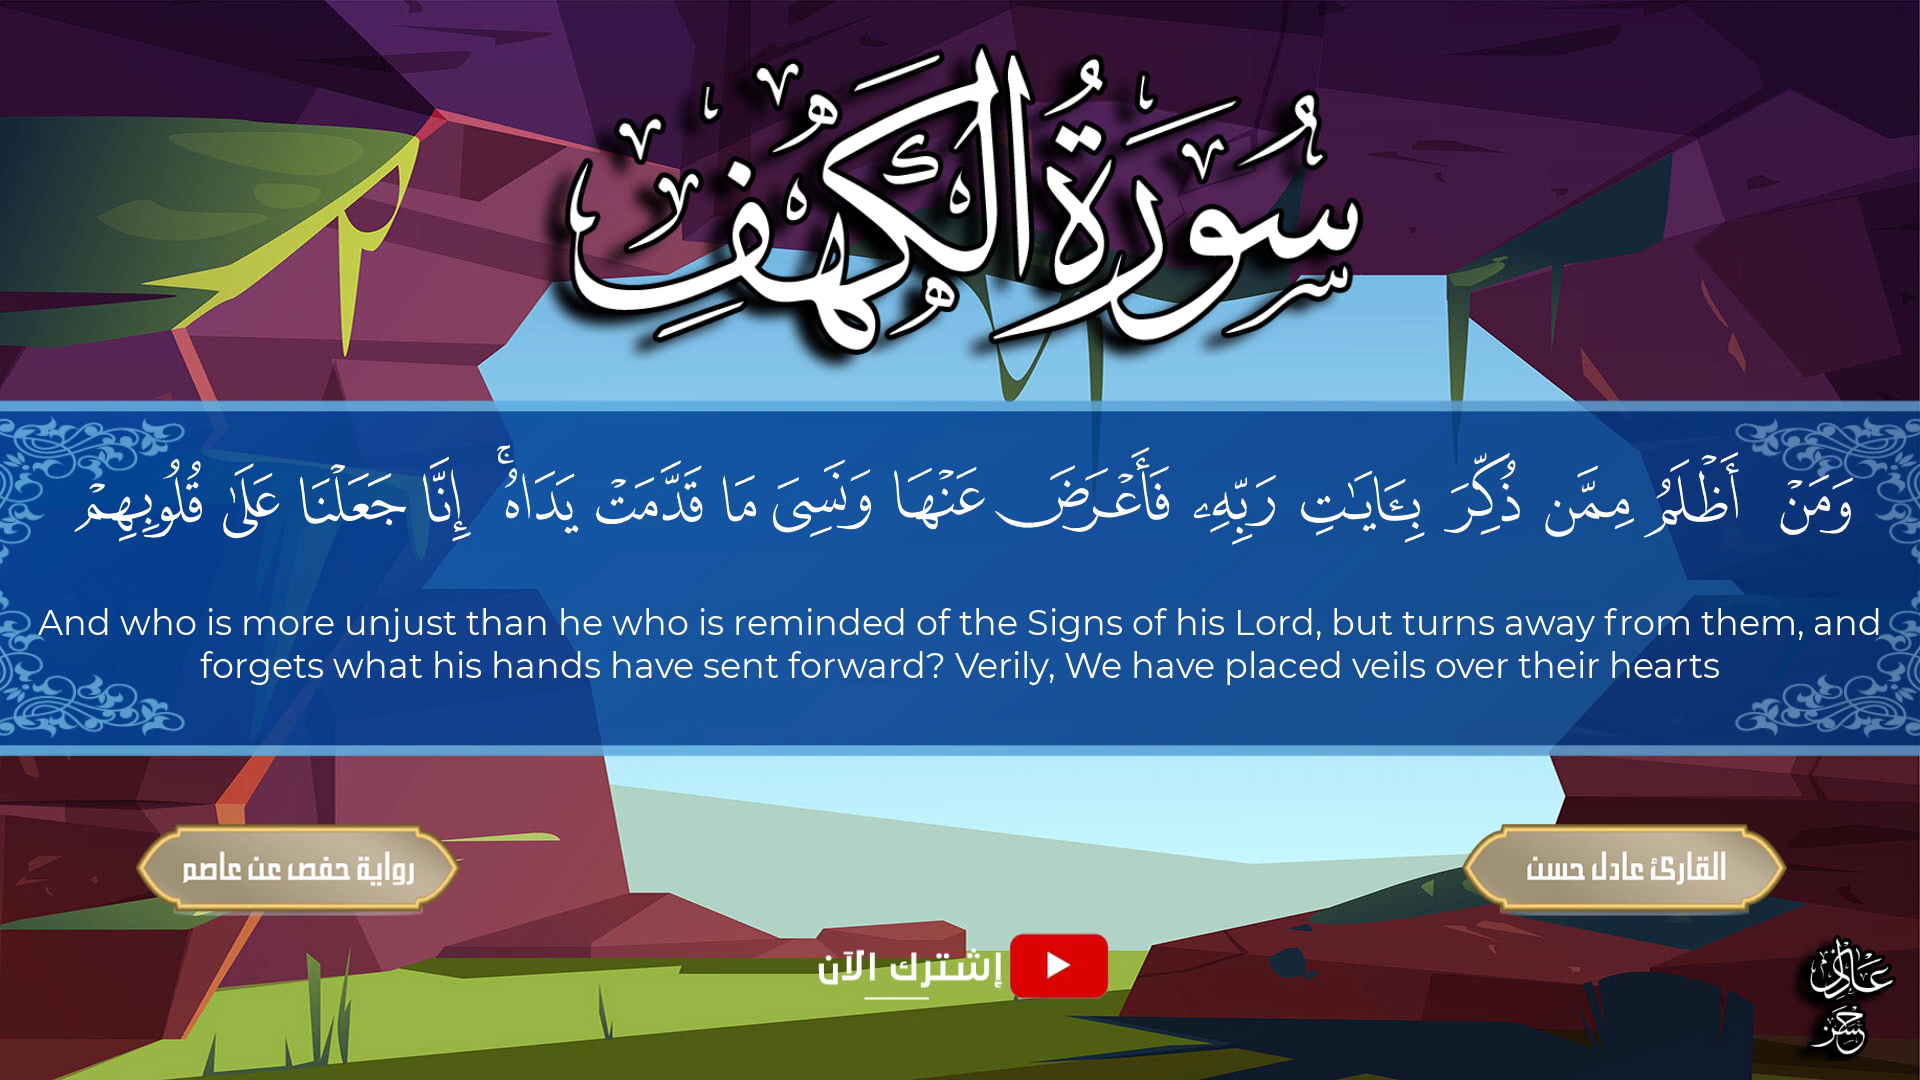 سُورَةُ الْكَهْفِ
وَمَنۡ أَظۡلَمُ مِمَّن ذُكِّرَ بِـَٔايَٰتِ رَبِّهِۦ فَأَعۡرَضَ عَنۡهَا وَنَسِىَ مَا قَدَّمَتۡ يَدَاهُۚ إِنَّا جَعَلۡنَا عَلَىٰ قُلُوبِهِمۡ
And who is more unjust than he who is reminded of the Signs of his Lord, but turns away from them, and
forgets what his hands have sent forward? Verily, We have placed veils over their hearts
القارئ عادل حسن
رواية حفص عن عاصم
إشترك الآن
عادل
حسن